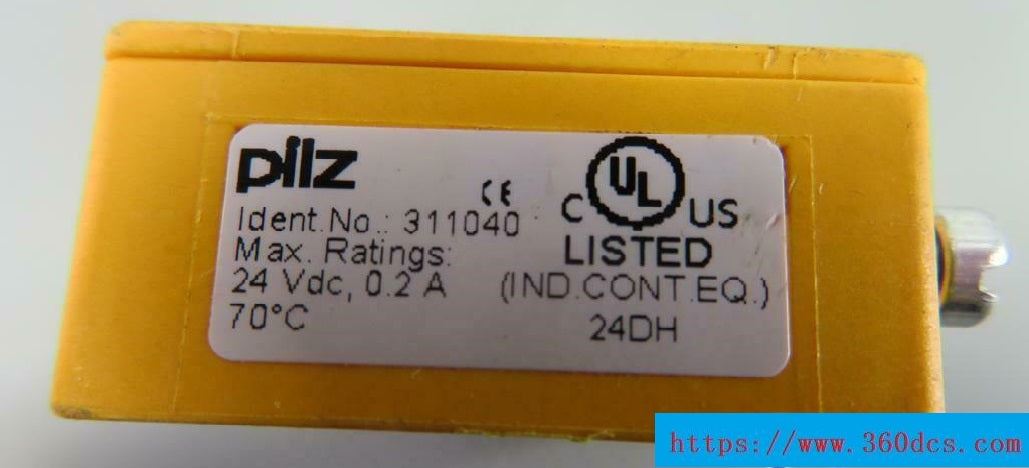 pilz
CE
Ident.No.: 311040
Max. Ratings:
24 Vdc, 0.2 A
70°C
UL
C US
LISTED
(IND.CONT.EQ.)
24DH
https://www.360dcs.com